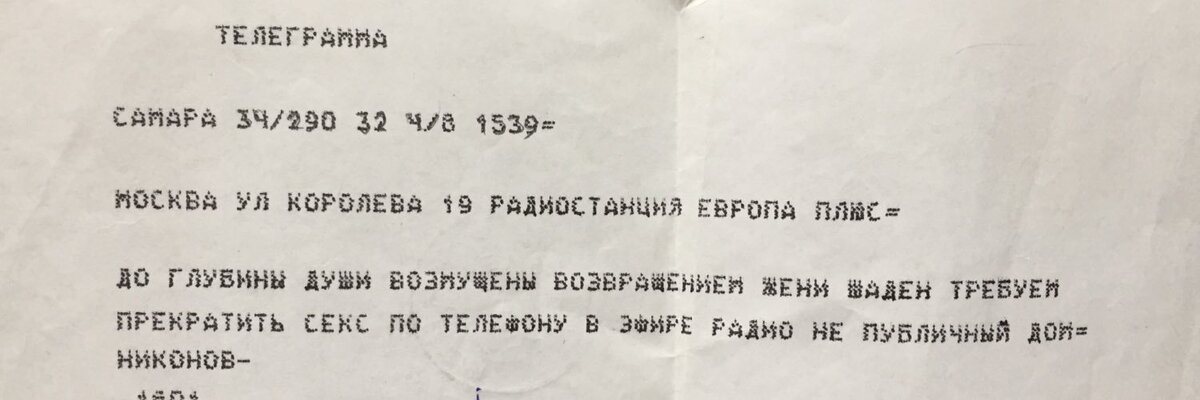 ТЕЛЕГРАММА
САМАРА 34/290 32 4/8 1539=
МОСКВА УЛ КОРОЛЕВА 19 РАДИОСТАНЦИЯ ЕВРОПА ПЛЮС=
ДО ГЛУБИНЫ ДУШИ ВОЗМУЩЕНЫ ВОЗВРАЩЕНИЕМ ЖЕНИ ШАДЕН ТРЕБУЕМ
ПРЕКРАТИТЬ СЕКС ПО ТЕЛЕФОНУ В ЭФИРЕ РАДИО НЕ ПУБЛИЧНЫЙ ДОМ=
НИКОНОВ-